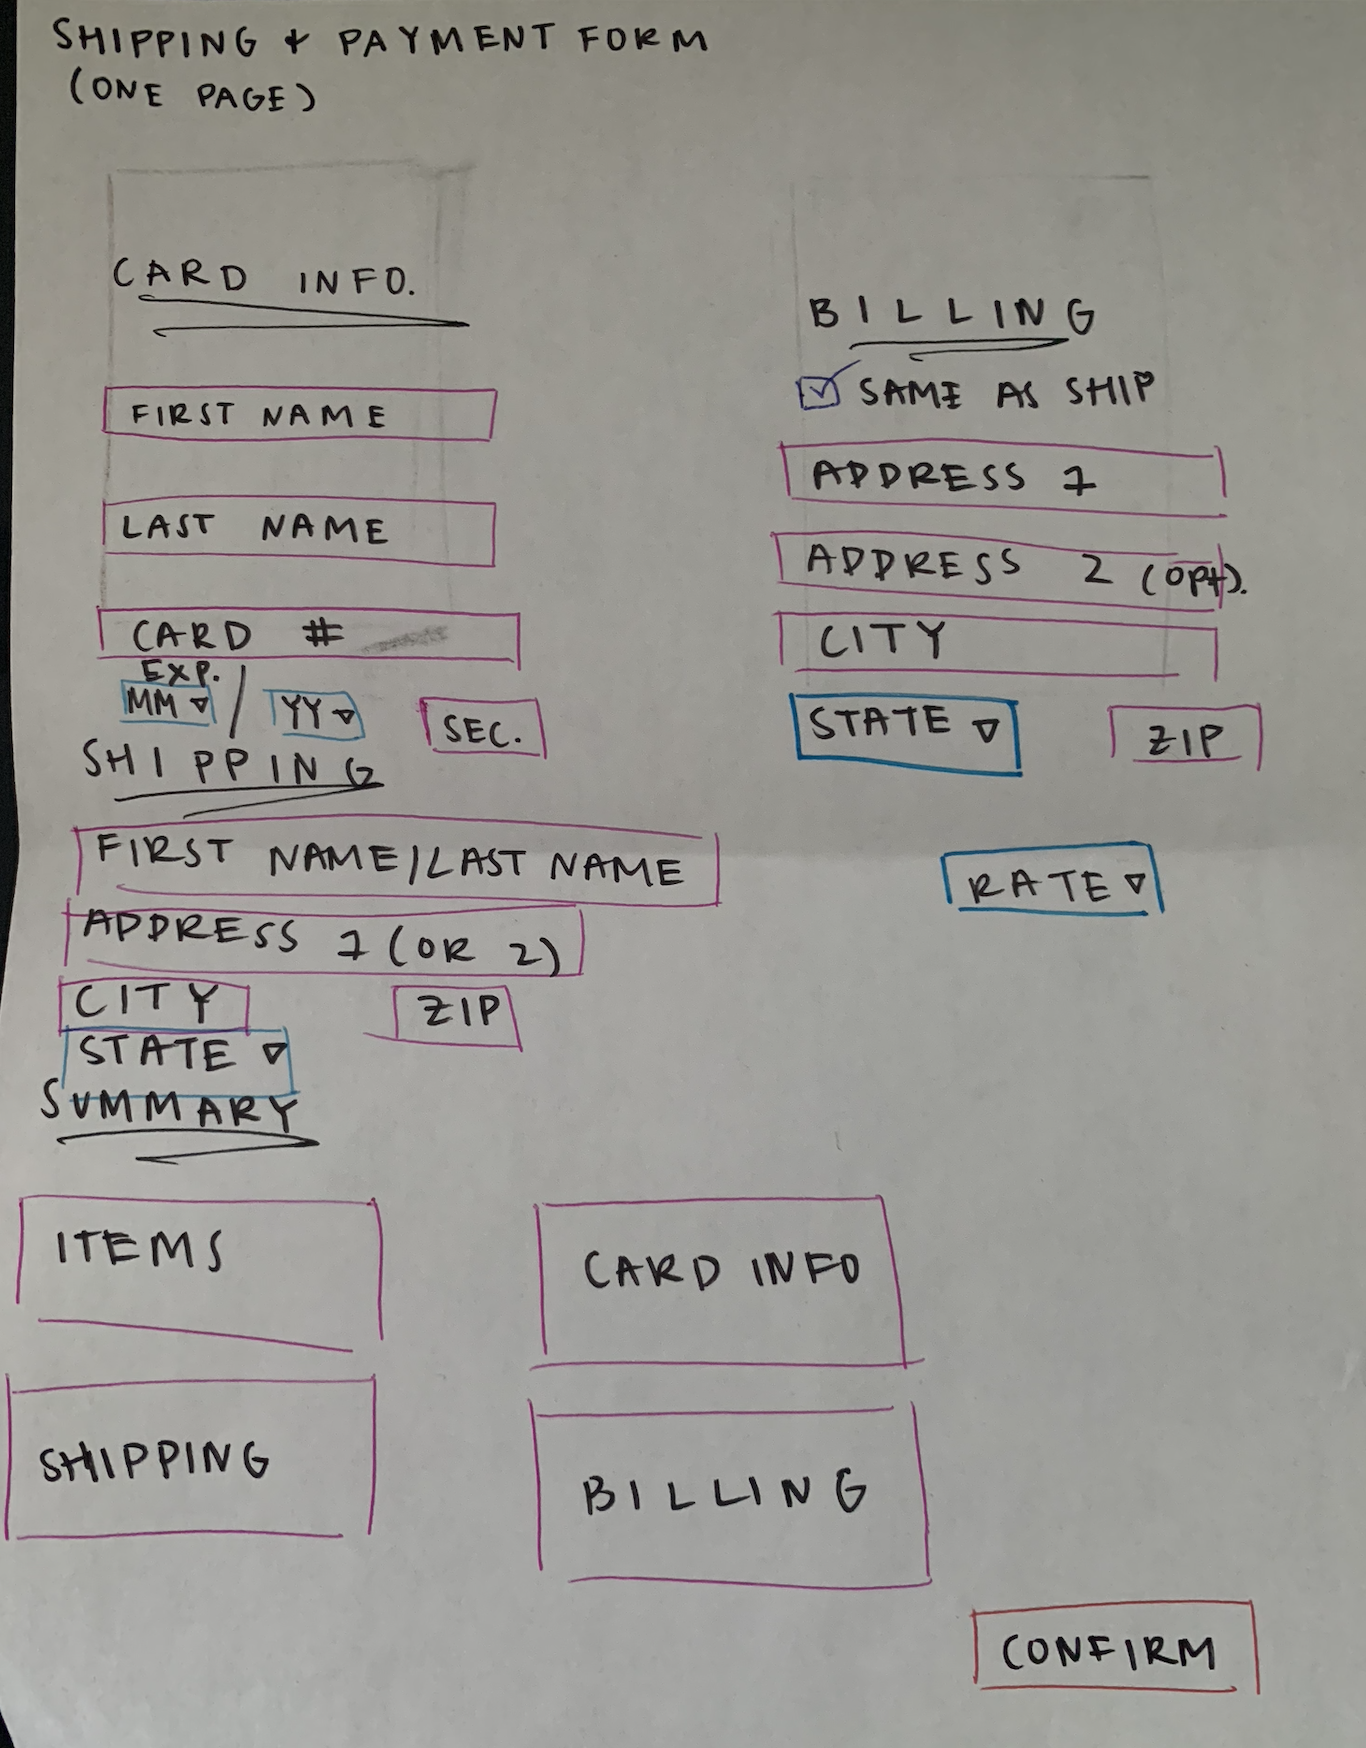 SHIPPING + PAYMENT FORM
(ONE PAGE)
CARD INFO.
FIRST NAME
LAST NAME
CARD #
EXP.
MM / YY
SEC.
BILLING
SAME AS SHIP
ADDRESS 1
ADDRESS 2 (OPT).
CITY
STATE
ZIP
SHIPPING
FIRST NAME/LAST NAME
ADDRESS 1 (OR 2)
CITY
ZIP
STATE
RATE
SUMMARY
ITEMS
CARD INFO
SHIPPING
BILLING
CONFIRM